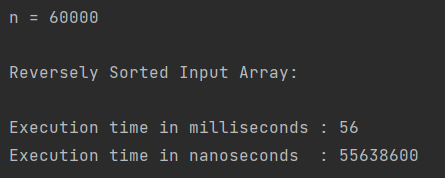 n = 60000
Reversely Sorted Input Array:
Execution time in milliseconds : 56
Execution time in nanoseconds  : 55638600